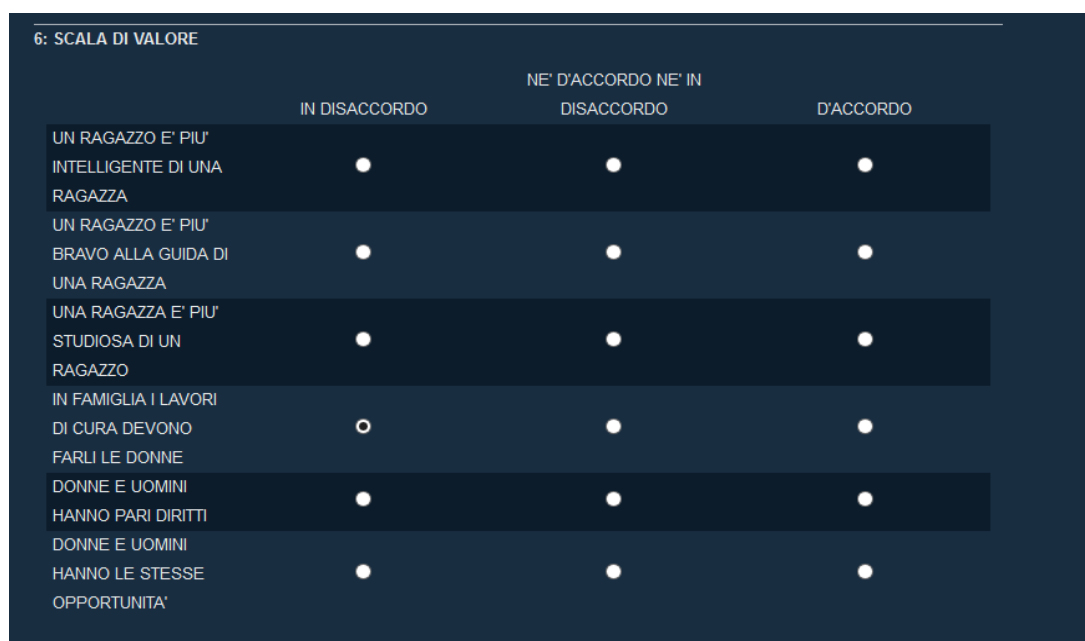 6: SCALA DI VALORE
NE' D'ACCORDO NE' IN
IN DISACCORDO DISACCORDO D'ACCORDO
UN RAGAZZO E' PIU'
INTELLIGENTE DI UNA
RAGAZZA
UN RAGAZZO E' PIU'
BRAVO ALLA GUIDA DI
UNA RAGAZZA
UNA RAGAZZA E' PIU'
STUDIOSA DI UN
RAGAZZO
IN FAMIGLIA I LAVORI
DI CURA DEVONO
FARLI LE DONNE
DONNE E UOMINI
HANNO PARI DIRITTI
DONNE E UOMINI
HANNO LE STESSE
OPPORTUNITA'